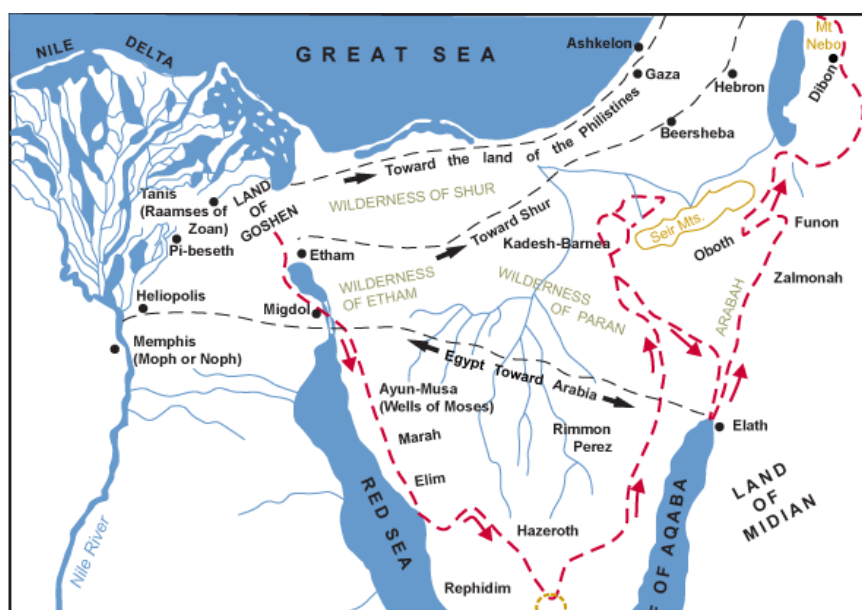 NILE DELTA
GREAT SEA
Mt
Nebo
Ashkelon
Gaza
Hebron
Dibon
Beersheba
Toward the land of the Philistines
Tanis
(Raamses of
Zoan)
LAND
OF
GOSHEN
WILDERNESS OF SHUR
Pi-beseth
Etham
Toward Shur
Kadesh-Barnea
Seir Mts.
Oboth
Funon
Zalmonah
ARABAH
WILDERNESS
OF ETHAM
WILDERNESS
OF PARAN
Heliopolis
Migdol
Memphis
(Moph or Noph)
Egypt Toward Arabia
Ayun-Musa
(Wells of Moses)
Marah
Elim
Rimmon
Perez
Elath
LAND
OF
MIDIAN
RED SEA
Hazeroth
Rephidim
OF AQABA
Nile River